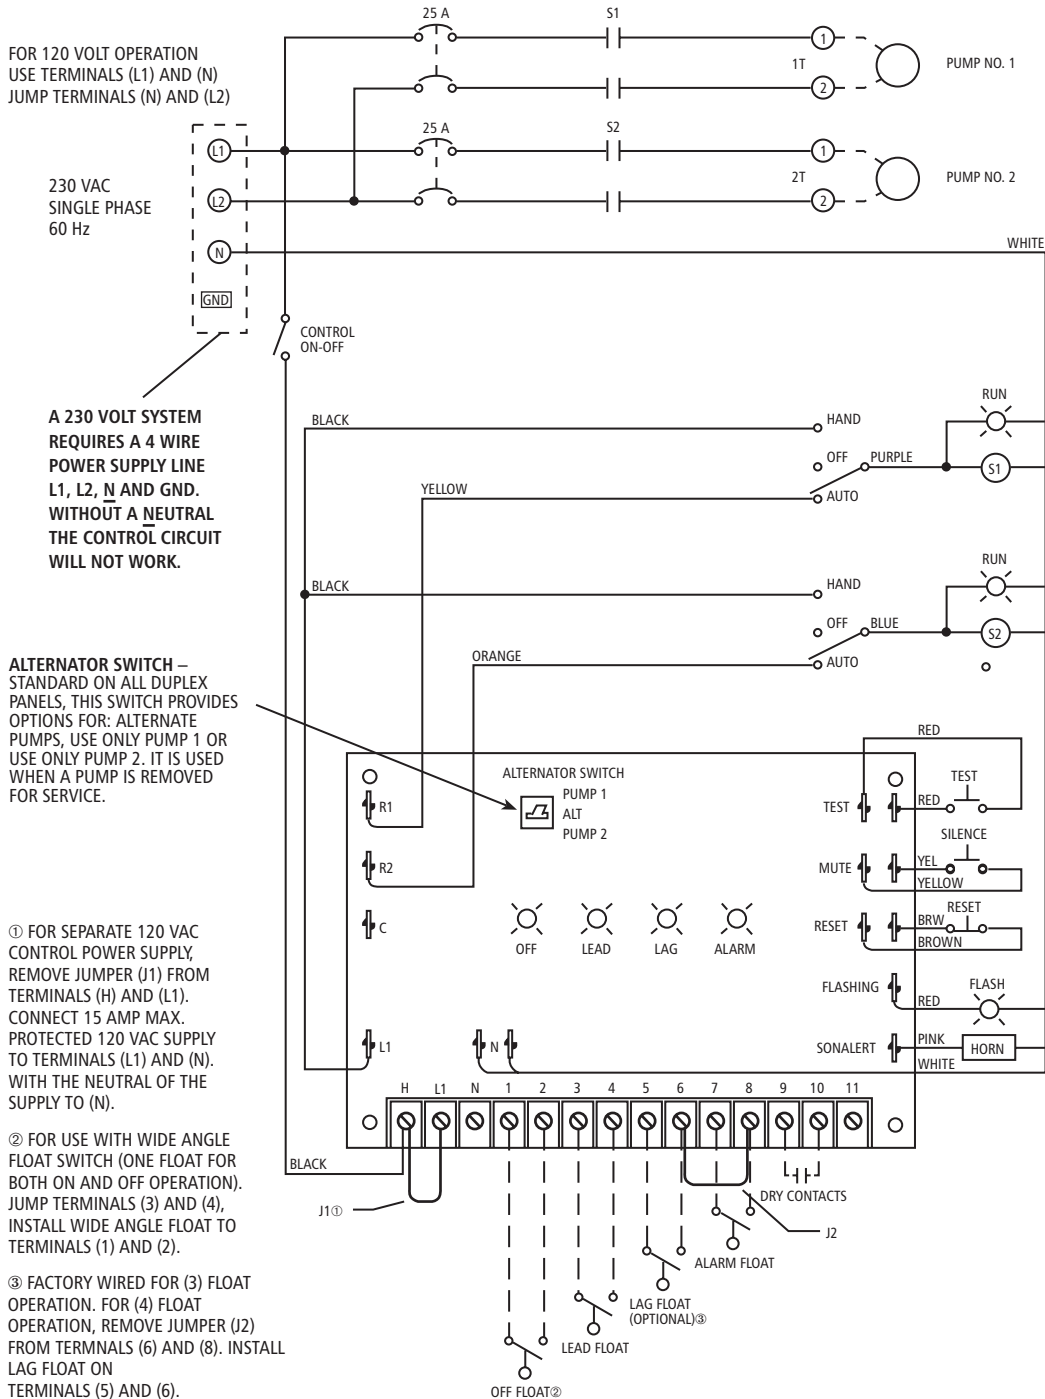 25 A
S1
FOR 120 VOLT OPERATION
USE TERMINALS (L1) AND (N)
JUMP TERMINALS (N) AND (L2)
1
1T
2
PUMP NO. 1
25 A
S2
L1
1
2T
2
PUMP NO. 2
230 VAC
SINGLE PHASE
60 Hz
L2
N
WHITE
GND
CONTROL
ON-OFF
A 230 VOLT SYSTEM
REQUIRES A 4 WIRE
POWER SUPPLY LINE
L1, L2, N AND GND.
WITHOUT A NEUTRAL
THE CONTROL CIRCUIT
WILL NOT WORK.
BLACK
HAND
RUN
OFF
PURPLE
S1
YELLOW
AUTO
BLACK
HAND
RUN
OFF
BLUE
S2
ORANGE
AUTO
ALTERNATOR SWITCH –
STANDARD ON ALL DUPLEX
PANELS, THIS SWITCH PROVIDES
OPTIONS FOR: ALTERNATE
PUMPS, USE ONLY PUMP 1 OR
USE ONLY PUMP 2. IT IS USED
WHEN A PUMP IS REMOVED
FOR SERVICE.
RED
ALTERNATOR SWITCH
PUMP 1
ALT
PUMP 2
R1
TEST
RED
TEST
SILENCE
R2
MUTE
YEL
YELLOW
C
OFF
LEAD
LAG
ALARM
RESET
BRW
RESET
BROWN
FLASHING
RED
FLASH
L1
N
SONALERT
PINK
HORN
WHITE
① FOR SEPARATE 120 VAC
CONTROL POWER SUPPLY,
REMOVE JUMPER (J1) FROM
TERMINALS (H) AND (L1).
CONNECT 15 AMP MAX.
PROTECTED 120 VAC SUPPLY
TO TERMINALS (L1) AND (N).
WITH THE NEUTRAL OF THE
SUPPLY TO (N).
H L1 N 1 2 3 4 5 6 7 8 9 10 11
BLACK
J1①
DRY CONTACTS
J2
ALARM FLOAT
LAG FLOAT
(OPTIONAL)③
LEAD FLOAT
OFF FLOAT②
② FOR USE WITH WIDE ANGLE
FLOAT SWITCH (ONE FLOAT FOR
BOTH ON AND OFF OPERATION).
JUMP TERMINALS (3) AND (4),
INSTALL WIDE ANGLE FLOAT TO
TERMINALS (1) AND (2).
③ FACTORY WIRED FOR (3) FLOAT
OPERATION. FOR (4) FLOAT
OPERATION, REMOVE JUMPER (J2)
FROM TERMNALS (6) AND (8). INSTALL
LAG FLOAT ON
TERMINALS (5) AND (6).